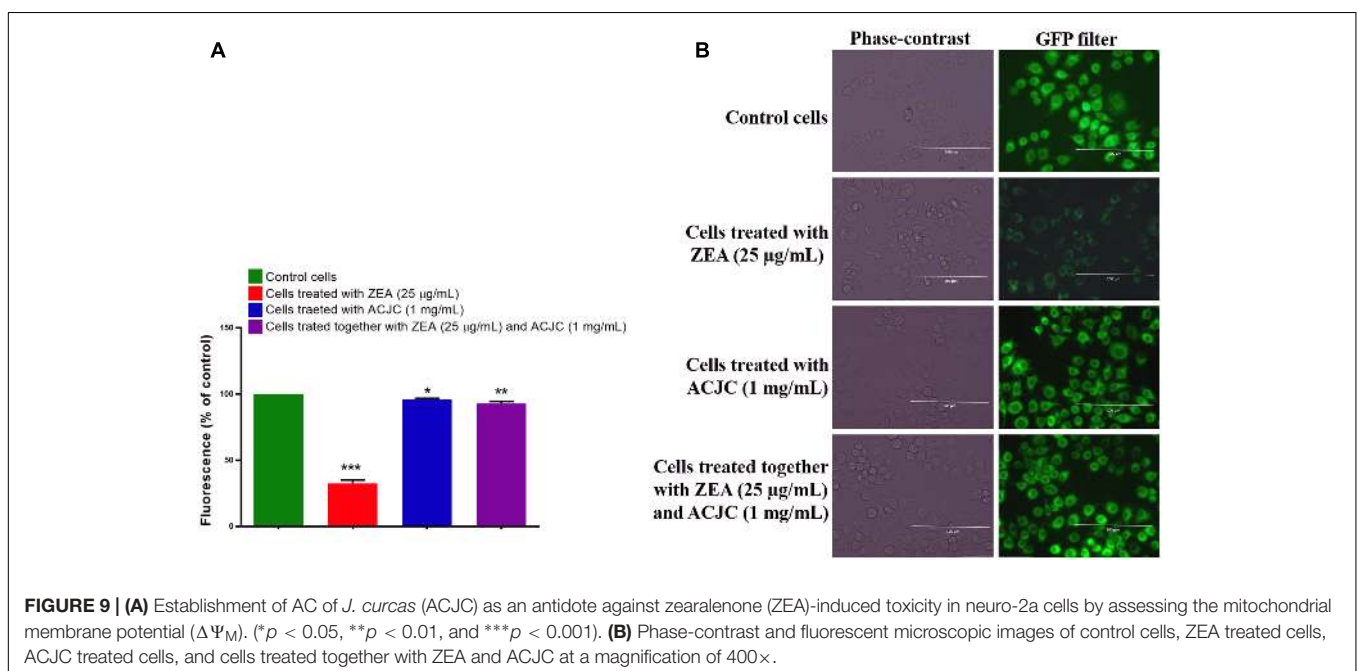 A
Control cells
Cells treated with ZEA (25 µg/mL)
Cells traeted with ACJC (1 mg/mL)
Cells trated together with ZEA (25 µg/mL) and ACJC (1 mg/mL)
Fluorescence (% of control)
150
100
50
0
***
*
**
B
Phase-contrast
GFP filter
Control cells
Cells treated with
ZEA (25 µg/mL)
Cells treated with
ACJC (1 mg/mL)
Cells treated together
with ZEA (25 µg/mL)
and ACJC (1 mg/mL)
FIGURE 9 | (A) Establishment of AC of J. curcas (ACJC) as an antidote against zearalenone (ZEA)-induced toxicity in neuro-2a cells by assessing the mitochondrial
membrane potential (ΔΨM). (*p < 0.05, **p < 0.01, and ***p < 0.001). (B) Phase-contrast and fluorescent microscopic images of control cells, ZEA treated cells,
ACJC treated cells, and cells treated together with ZEA and ACJC at a magnification of 400×.